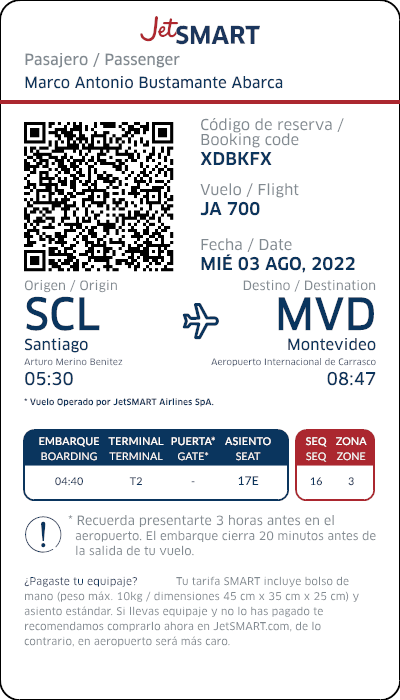 JetSMART
Pasajero / Passenger
Marco Antonio Bustamante Abarca
Código de reserva /
Booking code
XDBKFX
Vuelo / Flight
JA 700
Fecha / Date
MIÉ 03 AGO, 2022
Origen / Origin Destino / Destination
SCL MVD
Santiago Montevideo
Arturo Merino Benitez Aeropuerto Internacional de Carrasco
05:30 08:47
* Vuelo Operado por JetSMART Airlines SpA.
EMBARQUE TERMINAL PUERTA* ASIENTO SEQ ZONA
BOARDING TERMINAL GATE* SEAT SEQ ZONE
04:40 T2 - 17E 16 3
! * Recuerda presentarte 3 horas antes en el
aeropuerto. El embarque cierra 20 minutos antes de
la salida de tu vuelo.
¿Pagaste tu equipaje? Tu tarifa SMART incluye bolso de
mano (peso máx. 10kg / dimensiones 45 cm x 35 cm x 25 cm) y
asiento estándar. Si llevas equipaje y no lo has pagado te
recomendamos comprarlo ahora en JetSMART.com, de lo
contrario, en aeropuerto será más caro.